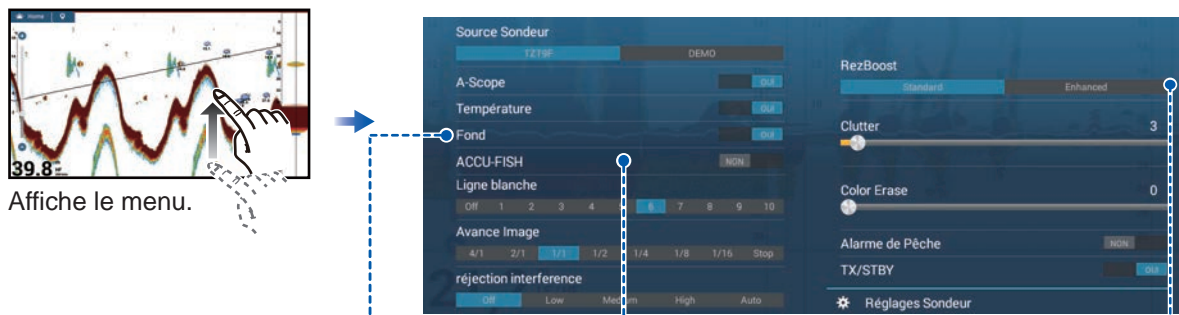 Home
39.8
Affiche le menu.
Source Sondeur
TZT9F DEMO
A-Scope OUI
Température OUI
Fond OUI
ACCU-FISH NON
Ligne blanche
Off 1 2 3 4 5 6 7 8 9 10
Avance Image
4/1 2/1 1/1 1/2 1/4 1/8 1/16 Stop
réjection interference
Off Low Medium High Auto
RezBoost
Standard Enhanced
Clutter 3
Color Erase 0
Alarme de Pêche NON
TX/STBY OUI
Réglages Sondeur